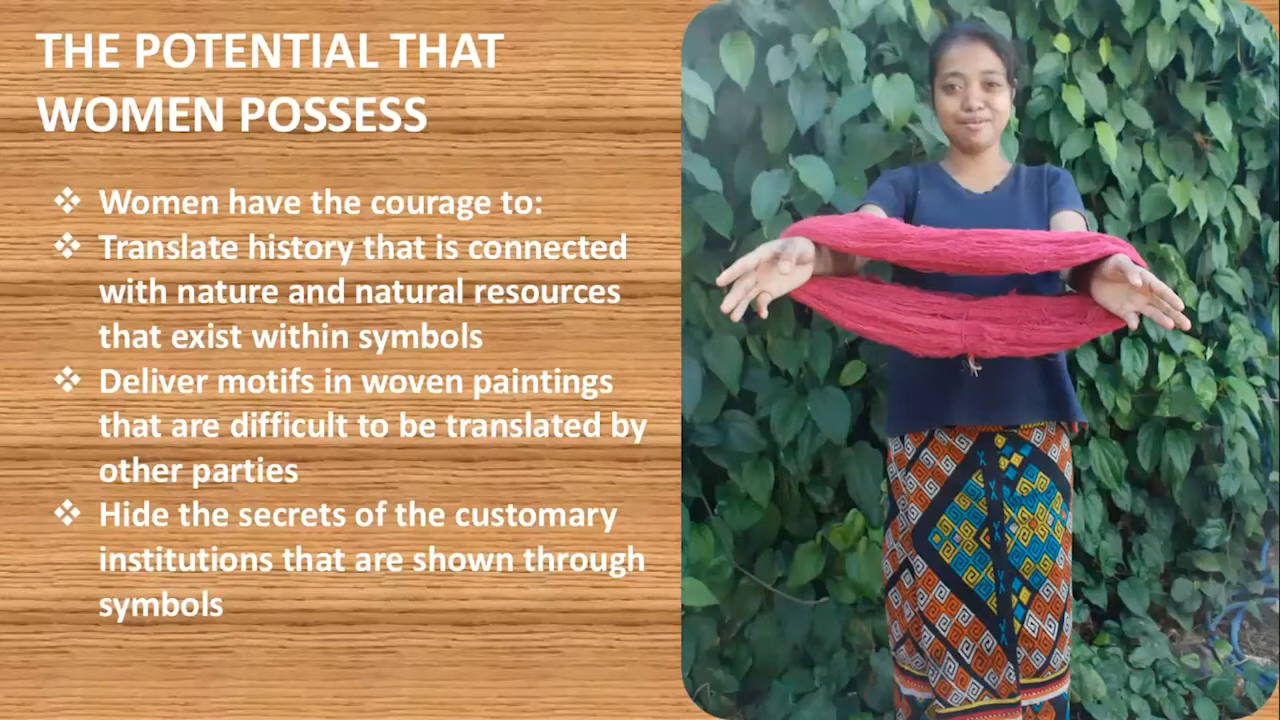 THE POTENTIAL THAT
WOMEN POSSESS
❖ Women have the courage to:
❖ Translate history that is connected
with nature and natural resources
that exist within symbols
❖ Deliver motifs in woven paintings
that are difficult to be translated by
other parties
❖ Hide the secrets of the customary
institutions that are shown through
symbols